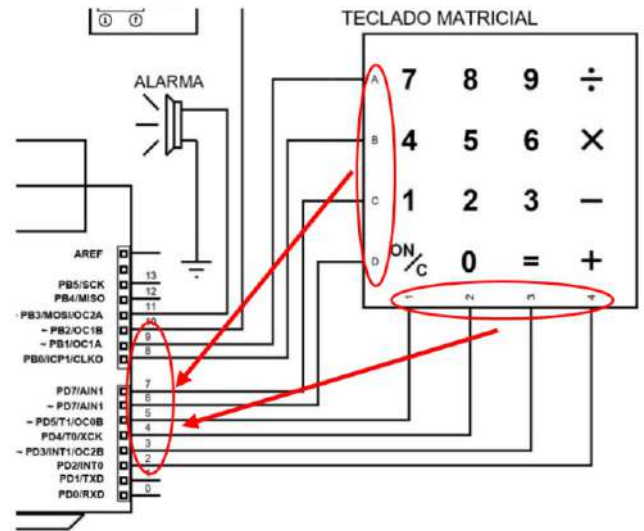 TECLADO MATRICIAL
ALARMA
A 7 8 9 ÷
B 4 5 6 ×
C 1 2 3 −
D ON/C 0 = +
1 2 3 4
AREF
PB5/SCK 13
PB4/MISO 12
~ PB3/MOSI/OC2A 11
~ PB2/OC1B 10
~ PB1/OC1A 9
PB0/ICP1/CLKO 8
PD7/AIN1 7
~ PD7/AIN1 6
~ PD5/T1/OC0B 5
PD4/T0/XCK 4
~ PD3/INT1/OC2B 3
PD2/INT0 2
PD1/TXD 1
PD0/RXD 0